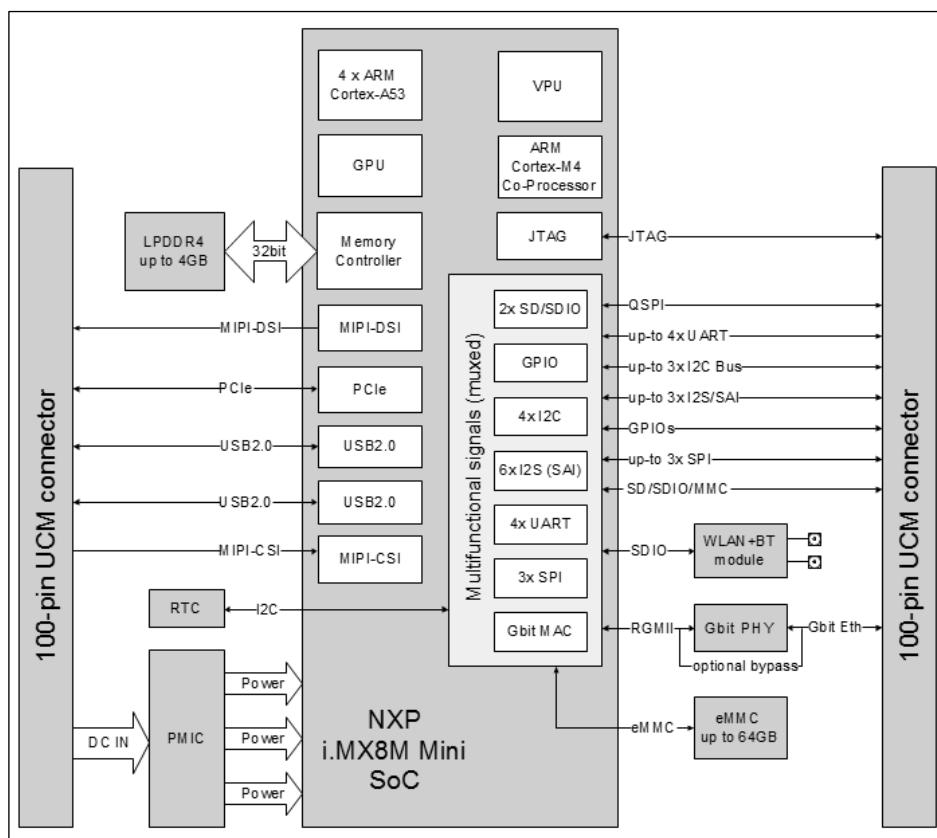 4 x ARM
Cortex-A53
VPU
GPU
ARM
Cortex-M4
Co-Processor
LPDDR4
up to 4GB
32bit
Memory
Controller
JTAG
JTAG
MIPI-DSI
MIPI-DSI
PCIe
PCIe
USB2.0
USB2.0
USB2.0
USB2.0
MIPI-CSI
MIPI-CSI
RTC
I2C
100-pin UCM connector
DC IN
PMIC
Power
Power
Power
NXP
i.MX8M Mini
SoC
Multifunctional signals (muxed)
2x SD/SDIO
GPIO
4x I2C
6x I2S (SAI)
4x UART
3x SPI
Gbit MAC
QSPI
up-to 4x UART
up-to 3x I2C Bus
up-to 3x I2S/SAI
GPIOs
up-to 3x SPI
SD/SDIO/MMC
SDIO
WLAN+BT
module
RGMII
Gbit PHY
Gbit Eth
optional bypass
eMMC
eMMC
up to 64GB
100-pin UCM connector